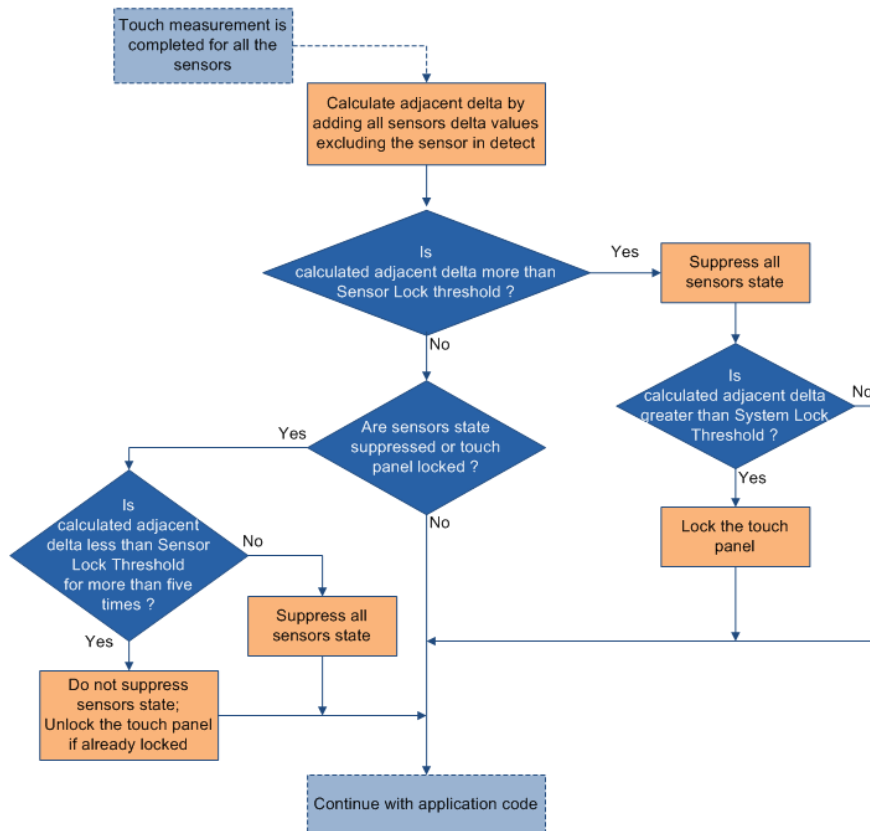 Touch measurement is
completed for all the
sensors
Calculate adjacent delta by
adding all sensors delta values
excluding the sensor in detect
Is
calculated adjacent delta more than
Sensor Lock threshold ?
Yes
Suppress all
sensors state
No
Is
calculated adjacent delta
greater than System Lock
Threshold ?
No
Are sensors state
suppressed or touch
panel locked ?
Yes
Yes
Is
calculated adjacent
delta less than Sensor
Lock Threshold
for more than five
times ?
No
No
Lock the touch
panel
Suppress all
sensors state
Yes
Do not suppress
sensors state;
Unlock the touch panel
if already locked
Continue with application code